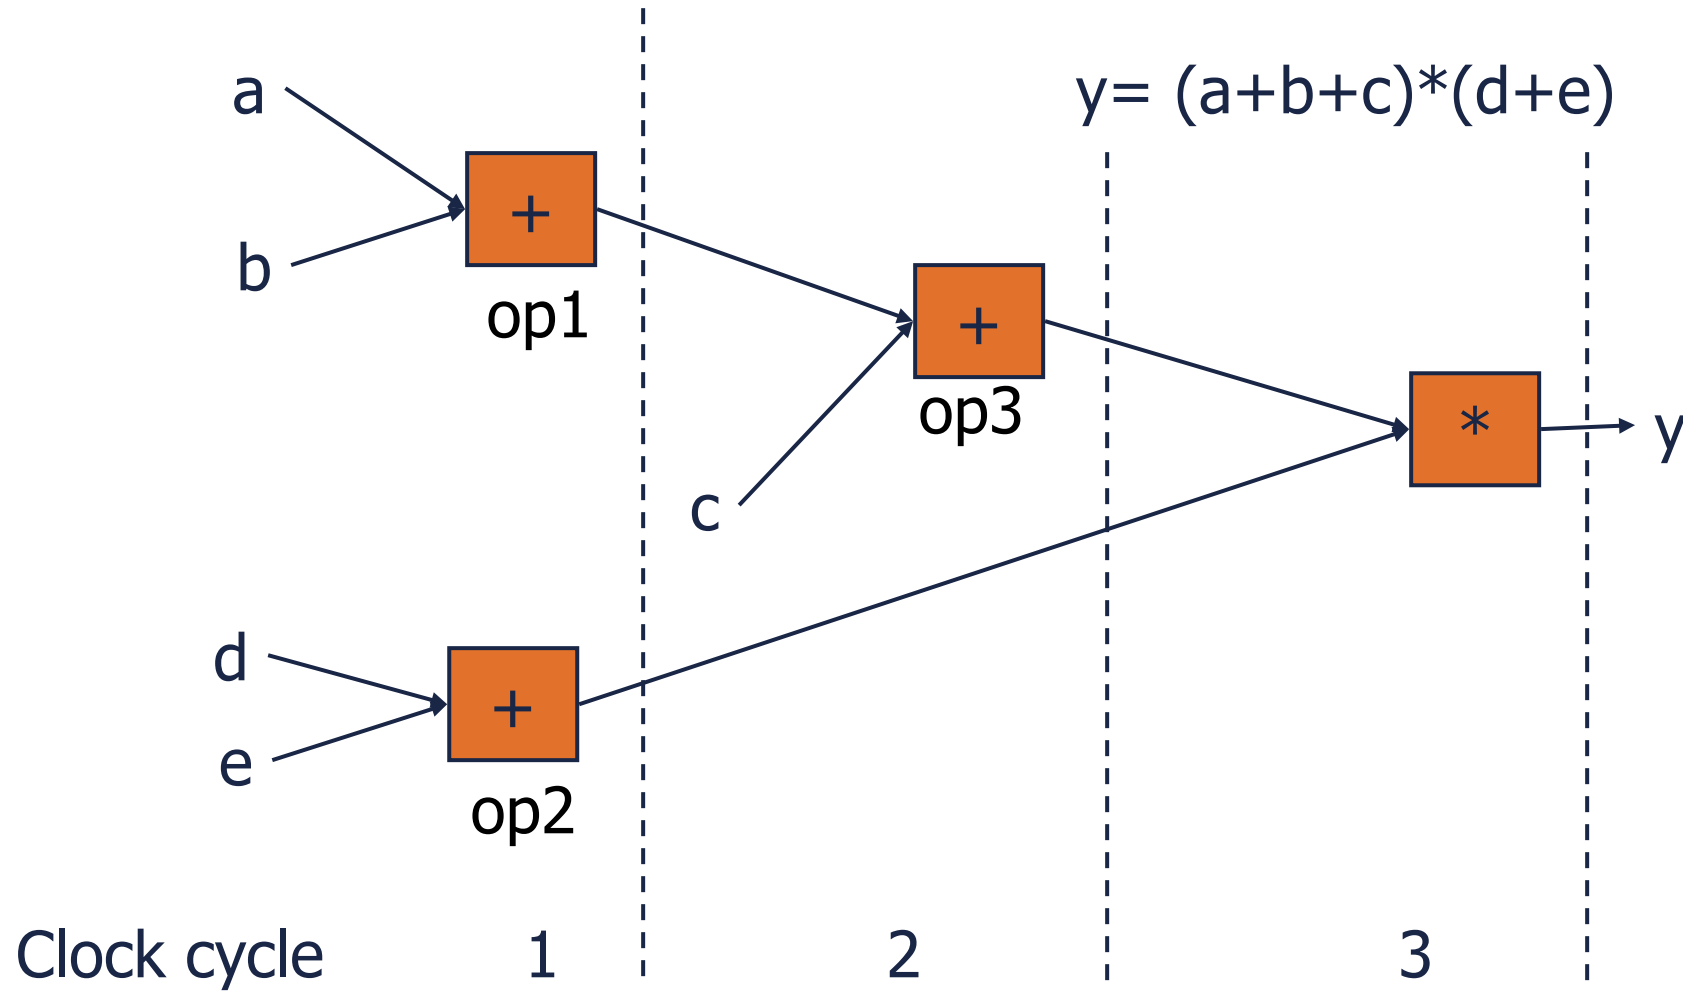 a
y= (a+b+c)*(d+e)
+
b
op1
+
op3
*
y
c
d
+
e
op2
Clock cycle 1 2 3